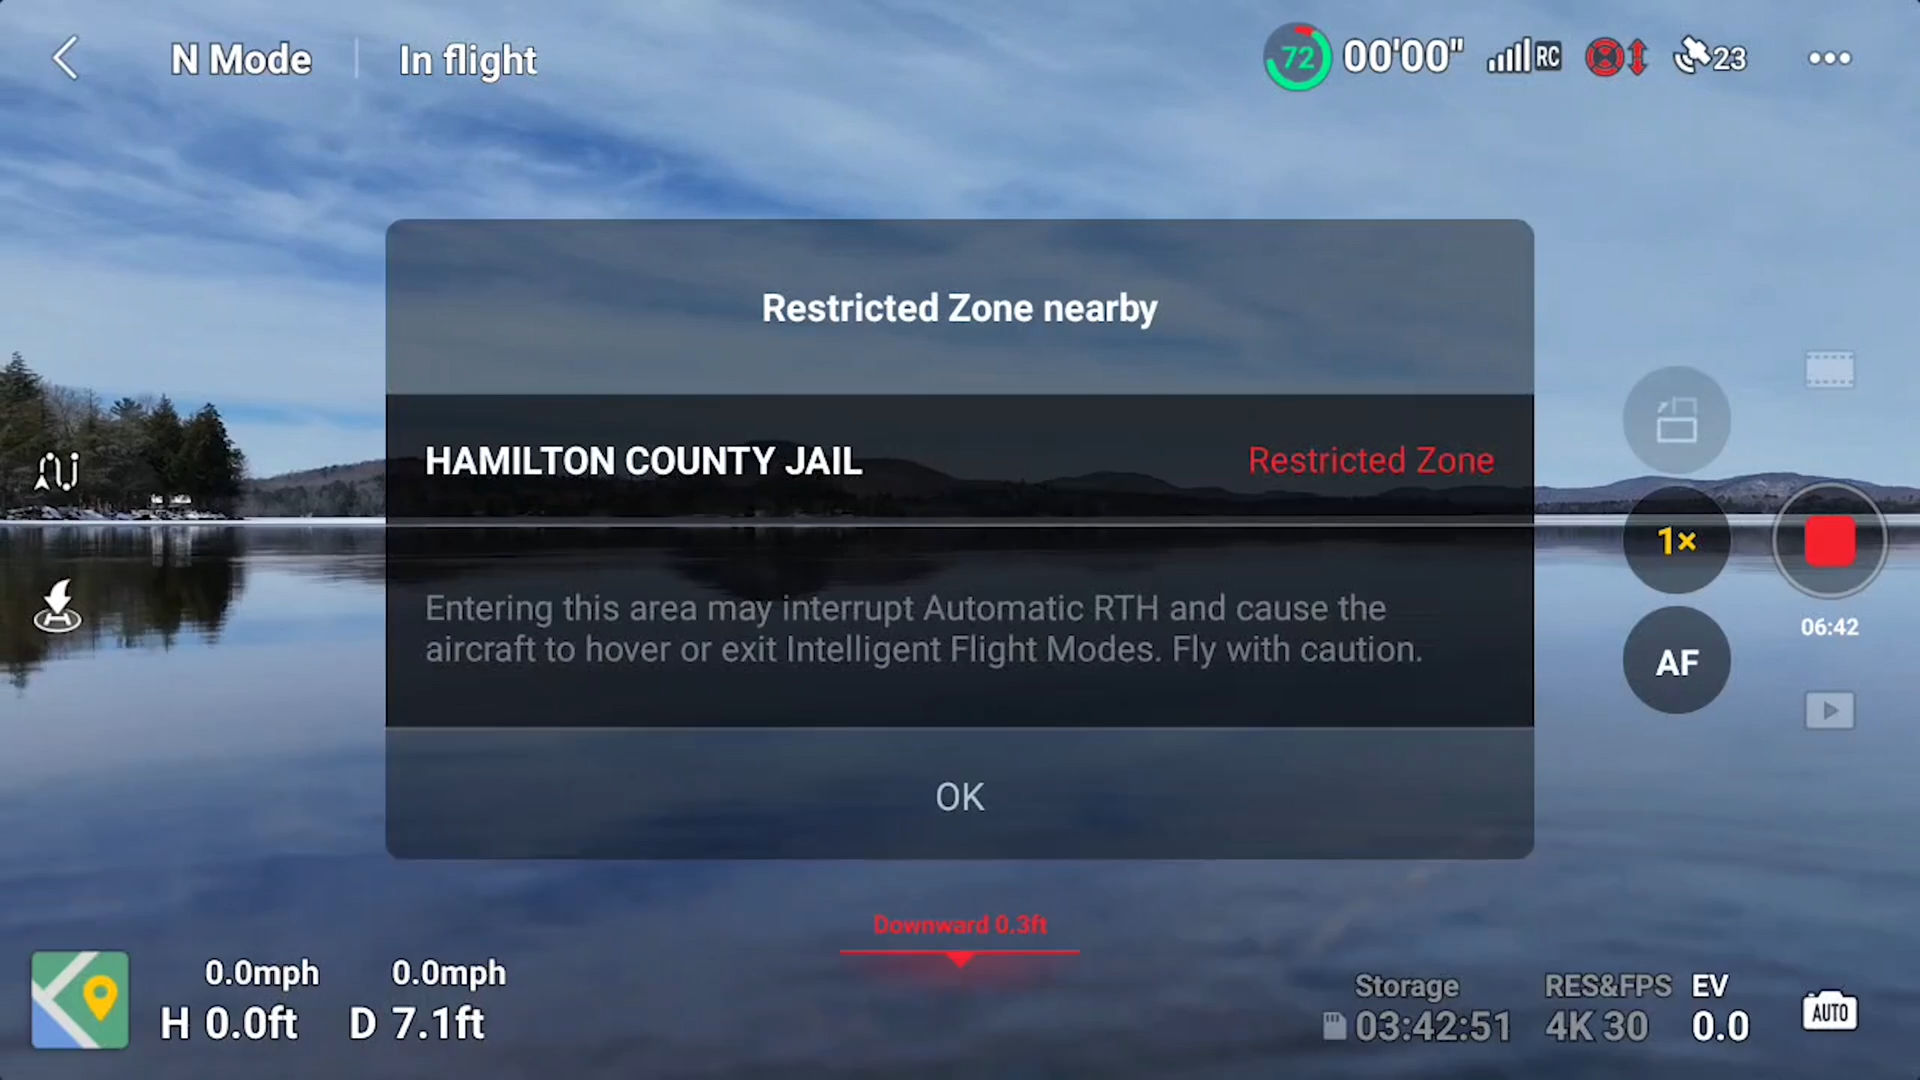 N Mode | In flight
72 00'00" RC 23
Restricted Zone nearby
HAMILTON COUNTY JAIL Restricted Zone
Entering this area may interrupt Automatic RTH and cause the
aircraft to hover or exit Intelligent Flight Modes. Fly with caution.
OK
1×
06:42
AF
Downward 0.3ft
0.0mph 0.0mph
H 0.0ft D 7.1ft
Storage RES&FPS EV
03:42:51 4K 30 0.0
AUTO